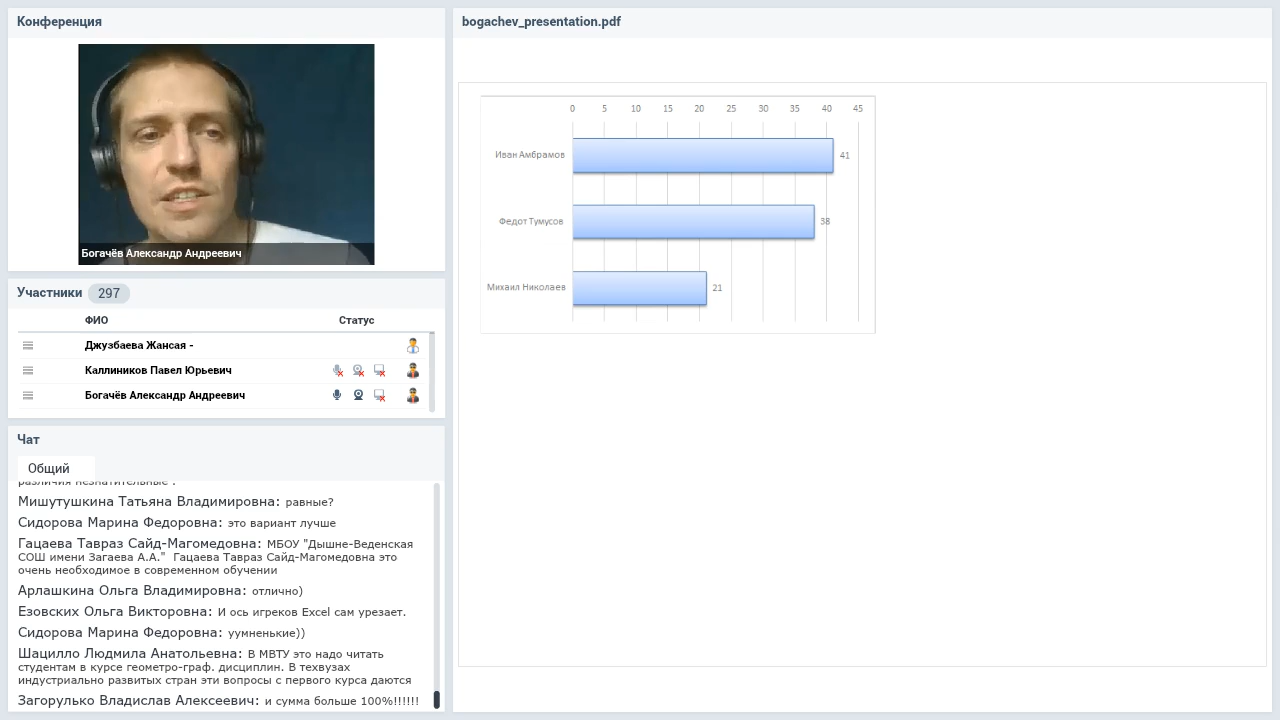 Конференция
Богачёв Александр Андреевич
Участники 297
ФИО Статус
Джузбаева Жансая -
Каллиников Павел Юрьевич
Богачёв Александр Андреевич
Чат
Общий
различия незнатительные .
Мишутушкина Татьяна Владимировна: равные?
Сидорова Марина Федоровна: это вариант лучше
Гацаева Тавраз Сайд-Магомедовна: МБОУ "Дышне-Веденская
СОШ имени Загаева А.А."  Гацаева Тавраз Сайд-Магомедовна это
очень необходимое в современном обучении
Арлашкина Ольга Владимировна: отлично)
Езовских Ольга Викторовна: И ось игреков Excel сам урезает.
Сидорова Марина Федоровна: уумненькие))
Шацилло Людмила Анатольевна: В МВТУ это надо читать
студентам в курсе геометро-граф. дисциплин. В техвузах
индустриально развитых стран эти вопросы с первого курса даются
Загорулько Владислав Алексеевич: и сумма больше 100%!!!!!!
bogachev_presentation.pdf
0 5 10 15 20 25 30 35 40 45
Иван Амбрамов 41
Федот Тумусов 38
Михаил Николаев 21